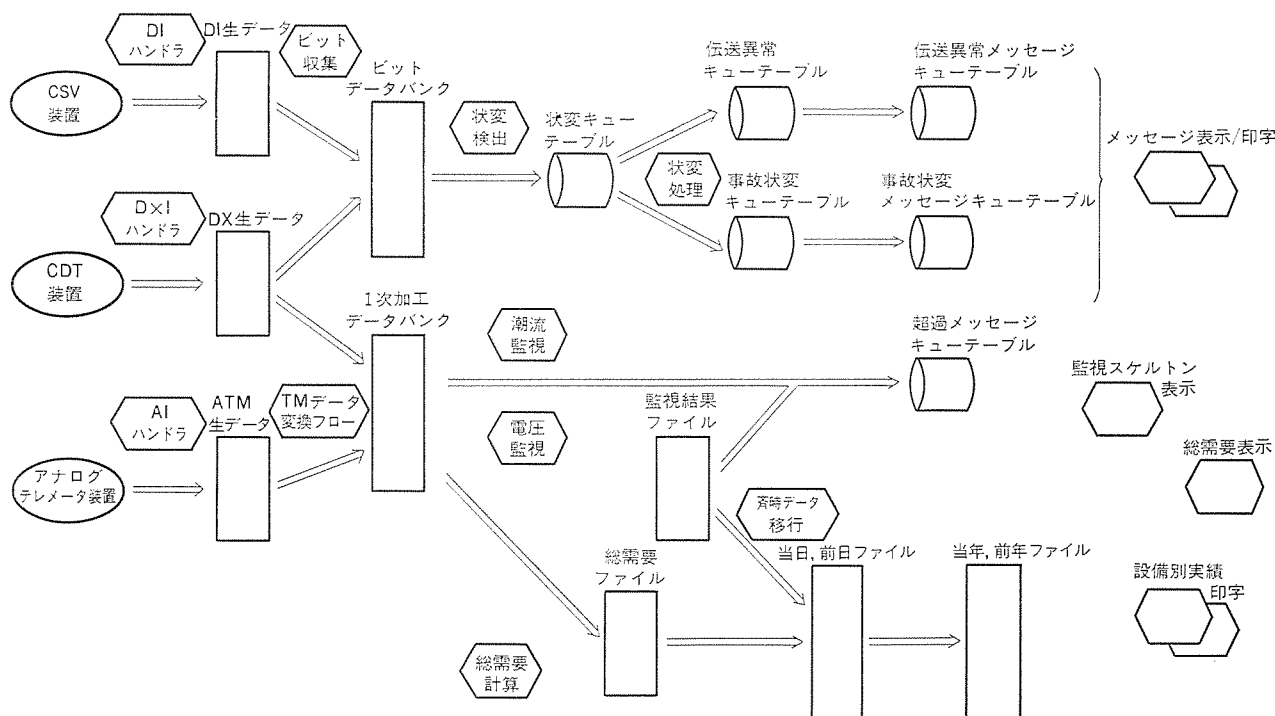 DI
ハンドラ
DI生データ
ビット
収集
CSV
装置
ビット
データバンク
状変
検出
状変キュー
テーブル
伝送異常
キューテーブル
伝送異常メッセージ
キューテーブル
メッセージ表示/印字
状変
処理
事故状変
キューテーブル
事故状変
メッセージキューテーブル
D×I
ハンドラ
DX生データ
CDT
装置
1次加工
データバンク
潮流
監視
超過メッセージ
キューテーブル
監視スケルトン
表示
AI
ハンドラ
ATM
生データ
TMデータ
変換フロー
電圧
監視
監視結果
ファイル
総需要表示
アナログ
テレメータ装置
斉時データ
移行
総需要
ファイル
当日, 前日ファイル
当年, 前年ファイル
設備別実績
印字
総需要
計算